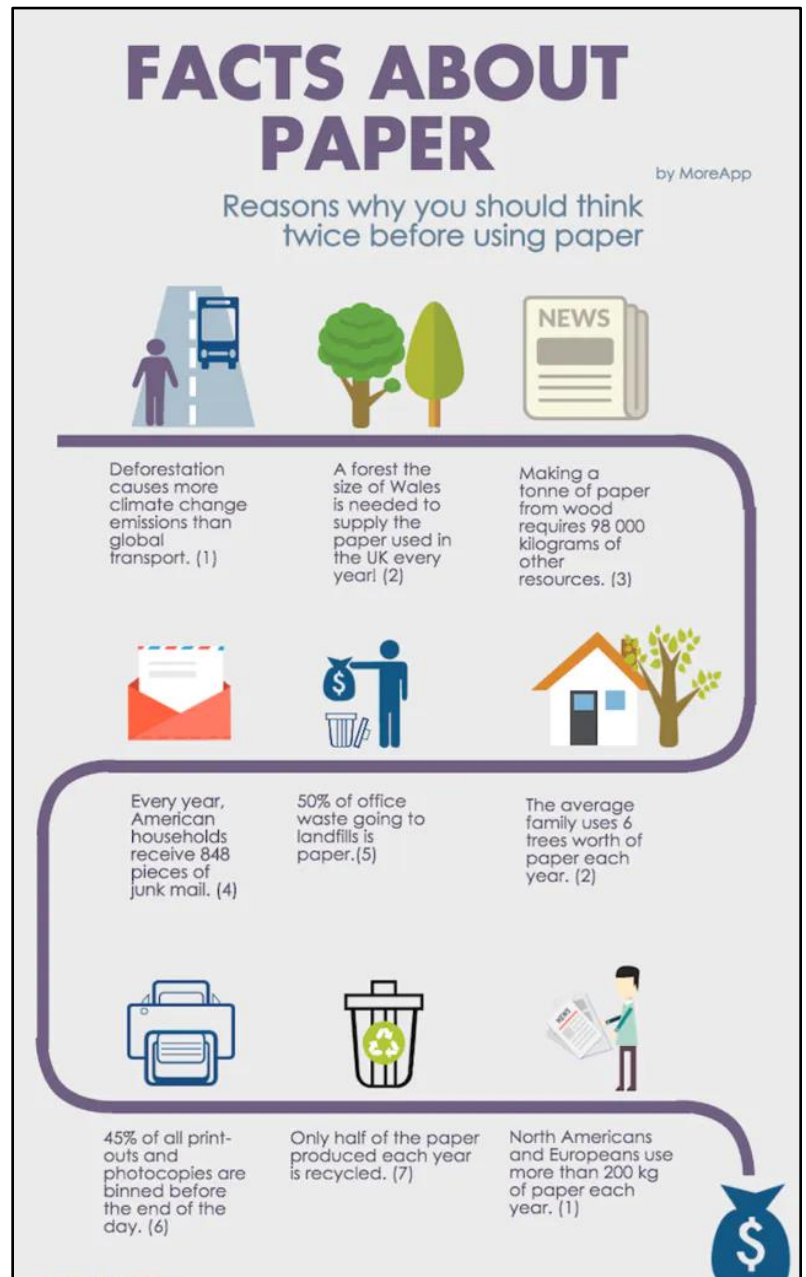 FACTS ABOUT
PAPER
by MoreApp
Reasons why you should think
twice before using paper
NEWS
Deforestation
causes more
climate change
emissions than
global
transport. (1)
A forest the
size of Wales
is needed to
supply the
paper used in
the UK every
year! (2)
Making a
tonne of paper
from wood
requires 98 000
kilograms of
other
resources. (3)
$
Every year,
American
households
receive 848
pieces of
junk mail. (4)
50% of office
waste going to
landfills is
paper.(5)
The average
family uses 6
trees worth of
paper each
year. (2)
NEWS
45% of all print-
outs and
photocopies are
binned before
the end of the
day. (6)
Only half of the paper
produced each year
is recycled. (7)
North Americans
and Europeans use
more than 200 kg
of paper each
year. (1)
$